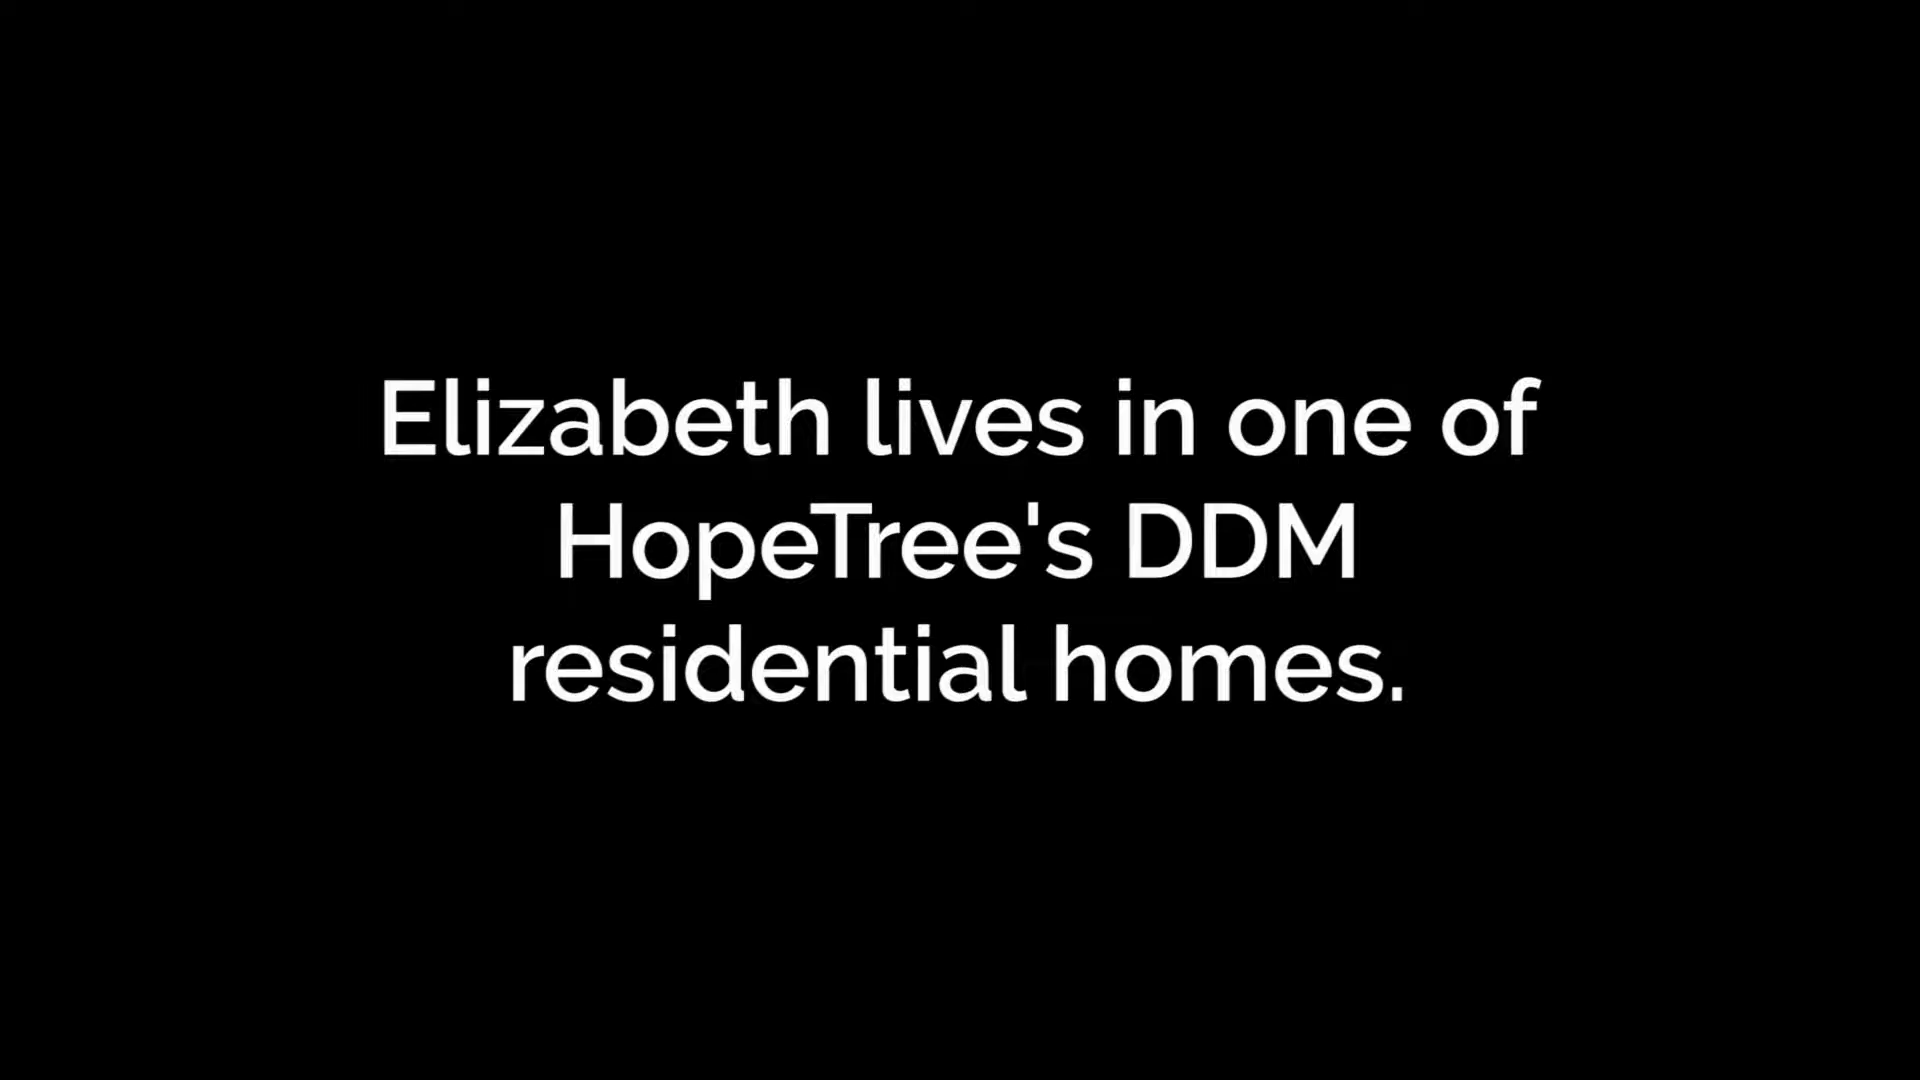 Elizabeth lives in one of
HopeTree's DDM
residential homes.